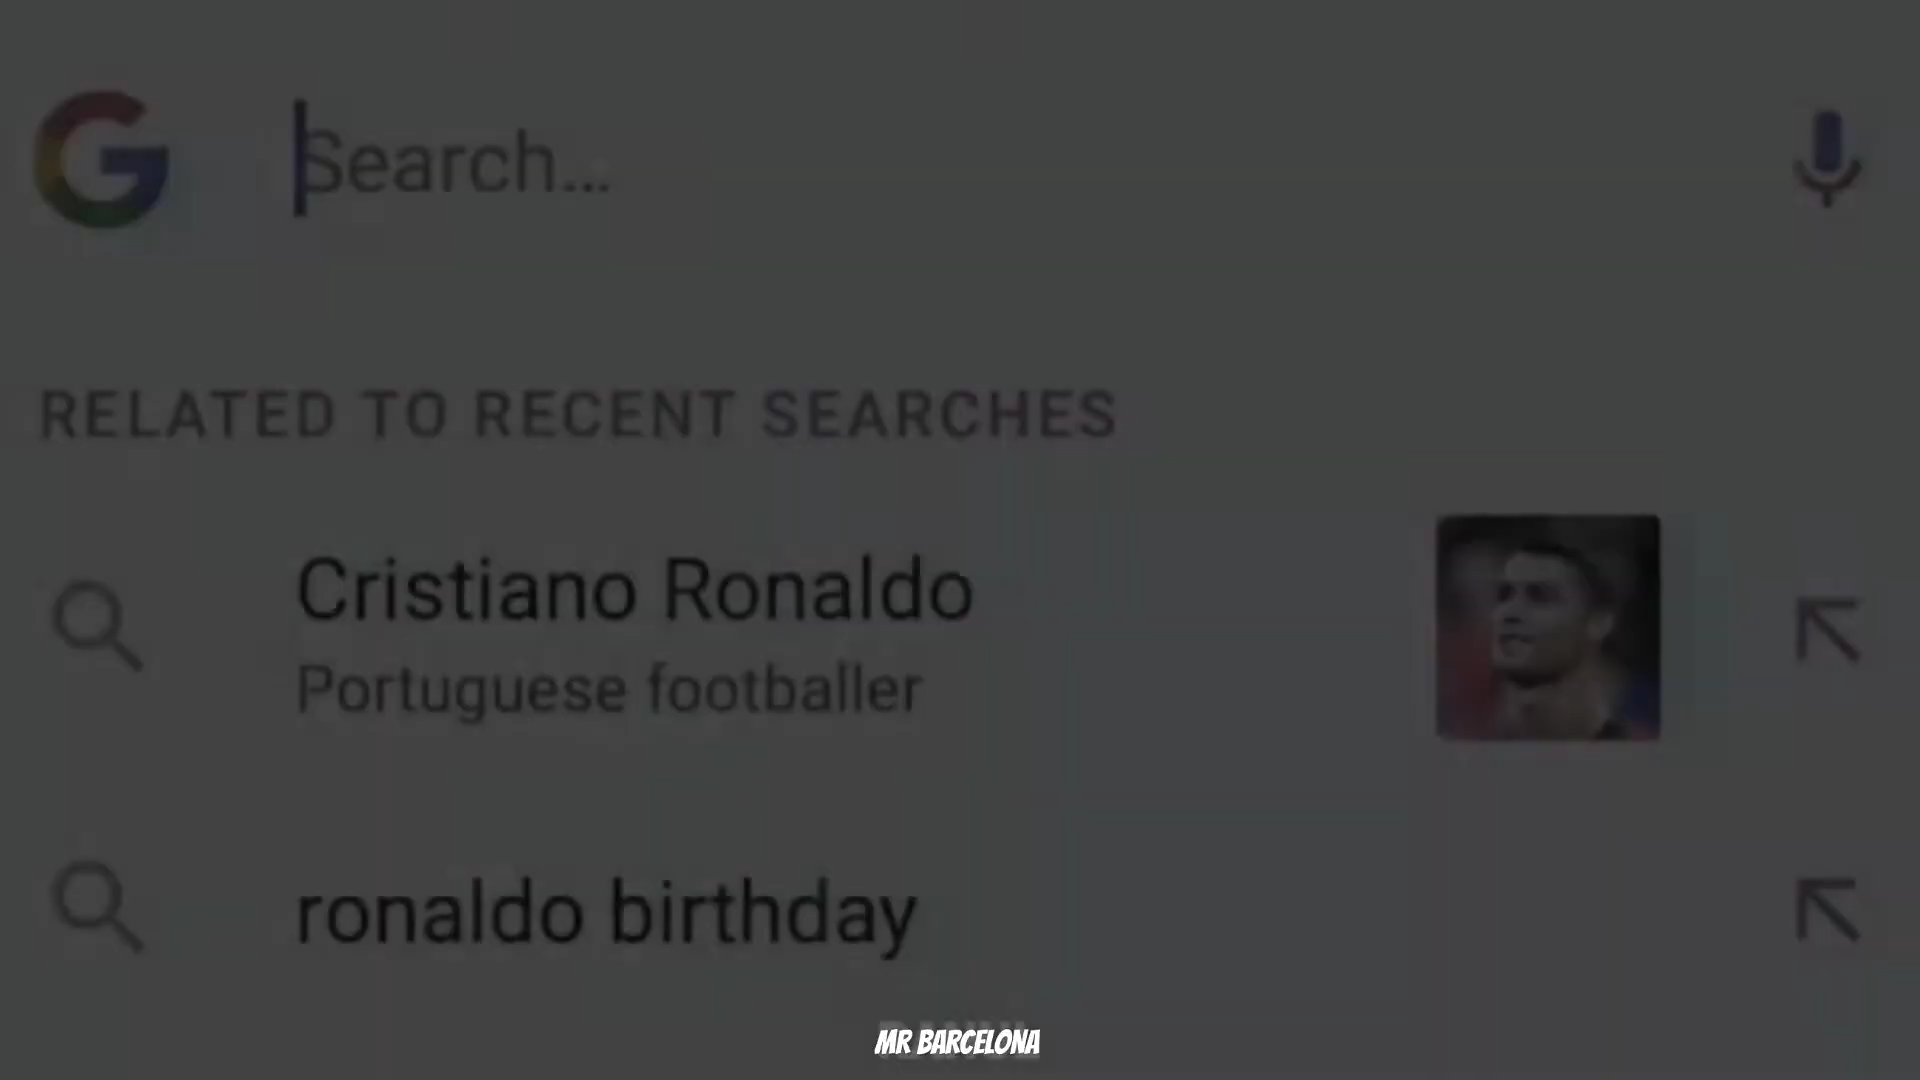 Search...
RELATED TO RECENT SEARCHES
Cristiano Ronaldo
Portuguese footballer
ronaldo birthday
MR BARCELONA